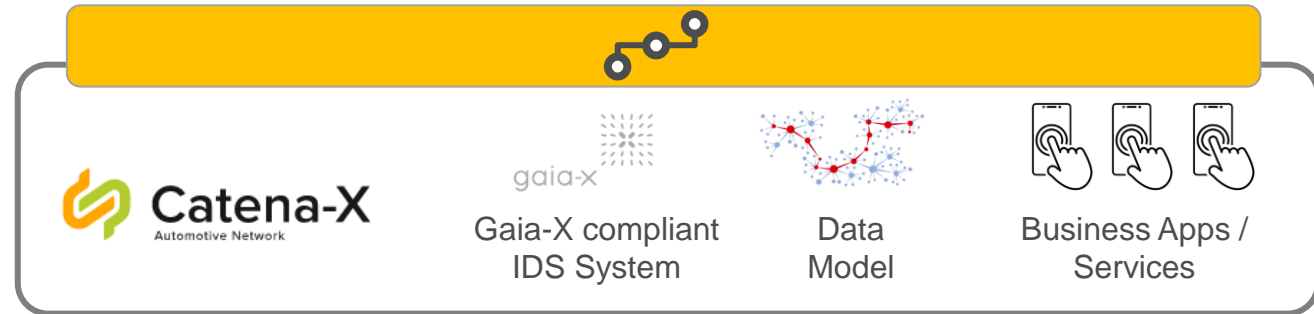 gaia-x
Catena-X
Automotive Network
Gaia-X compliant
IDS System
Data
Model
Business Apps /
Services